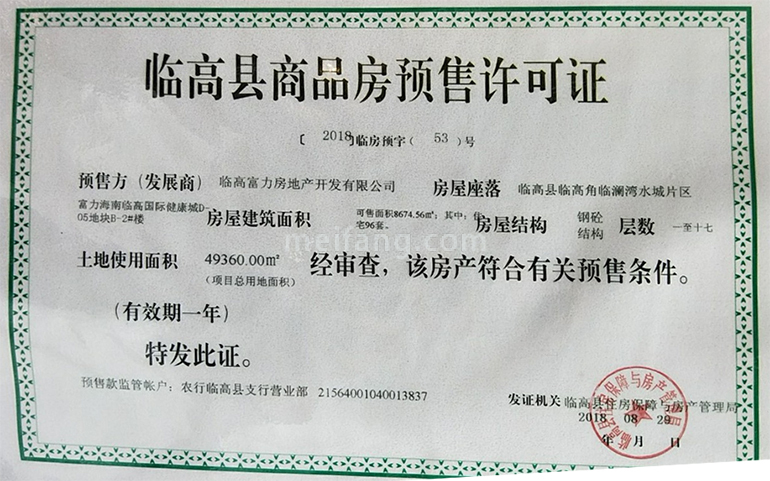 临高县商品房预售许可证
〔2018〕临房预字(53)号
预售方(发展商) 临高富力房地产开发有限公司 房屋座落 临高县临高角临澜湾水城片区
富力海南临高国际健康城D-05地块B-2#楼 房屋建筑面积 可售面积8674.56㎡;其中:住宅96套。 房屋结构 钢砼结构 层数 一至十七
meifang.com
土地使用面积 49360.00㎡ 经审查,该房产符合有关预售条件。
(项目总用地面积)
(有效期一年)
特发此证。
预售款监管帐户:农行临高县支行营业部 21564001040013837
发证机关 临高县住房保障与房产管理局
2018 08 29
年 月 日